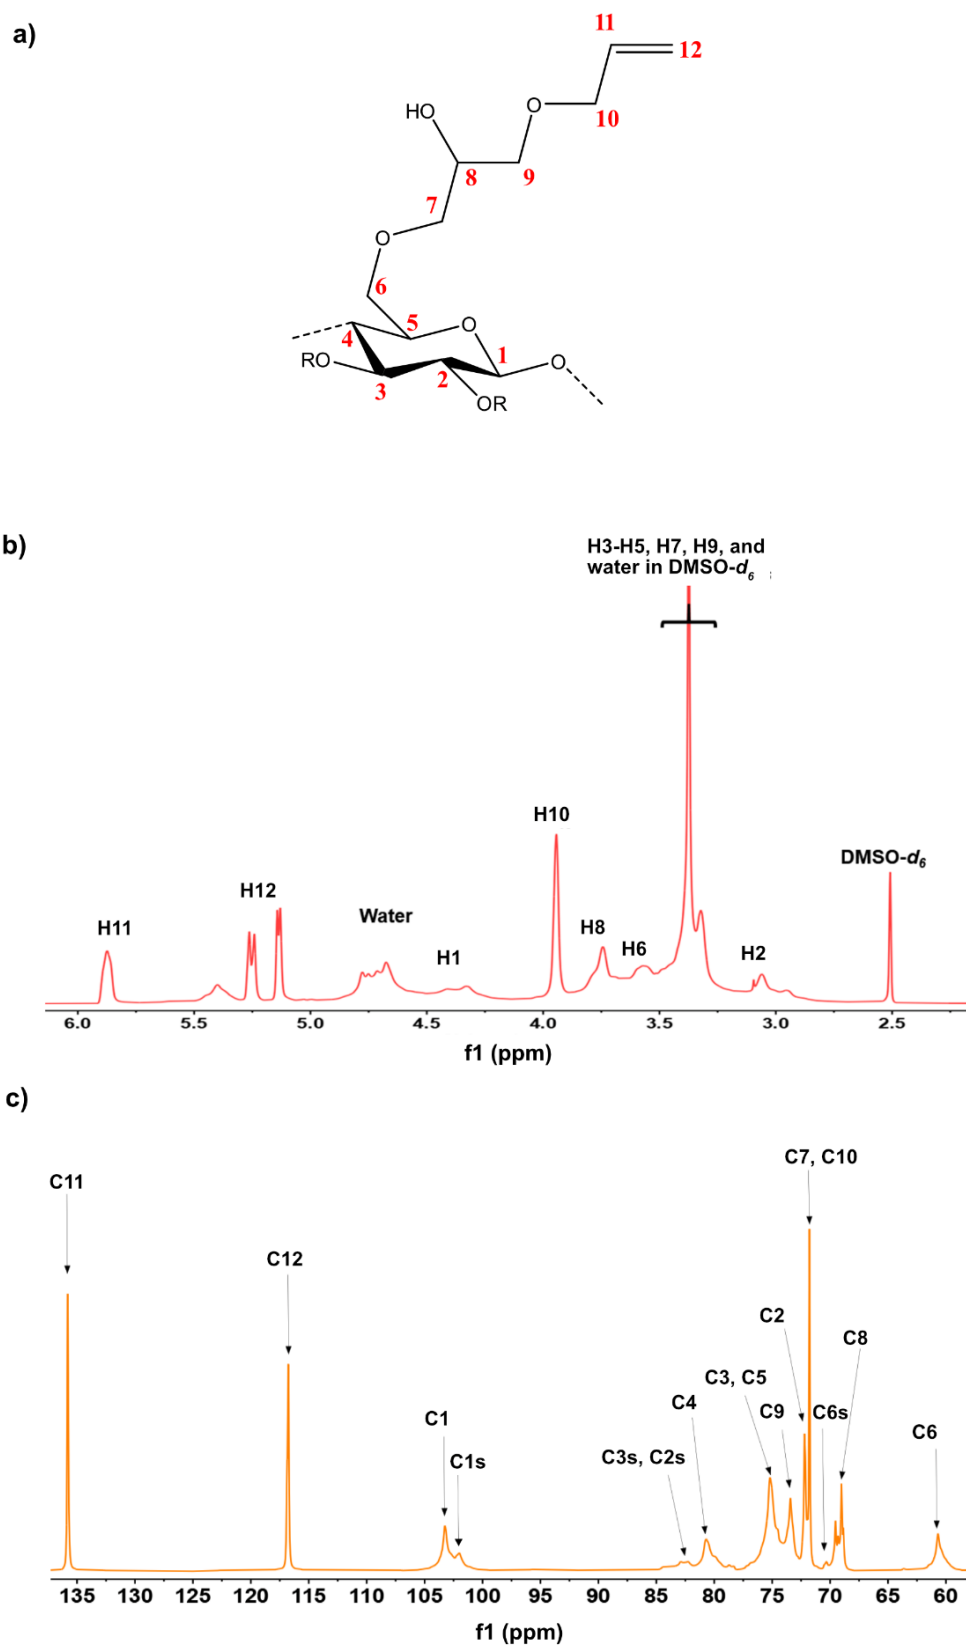 a)
11
12
O
10
HO
8
9
7
O
6
5
O
4
1
O
RO
3
2
OR
b)
H3-H5, H7, H9, and
water in DMSO-d6
H10
DMSO-d6
H12
H11
Water
H8
H1
H6
H2
6.0 5.5 5.0 4.5 4.0 3.5 3.0 2.5
f1 (ppm)
c)
C7, C10
C11
C12
C2
C8
C3, C5
C1
C4
C9
C6s
C6
C1s
C3s, C2s
135 130 125 120 115 110 105 100 95 90 85 80 75 70 65 60
f1 (ppm)